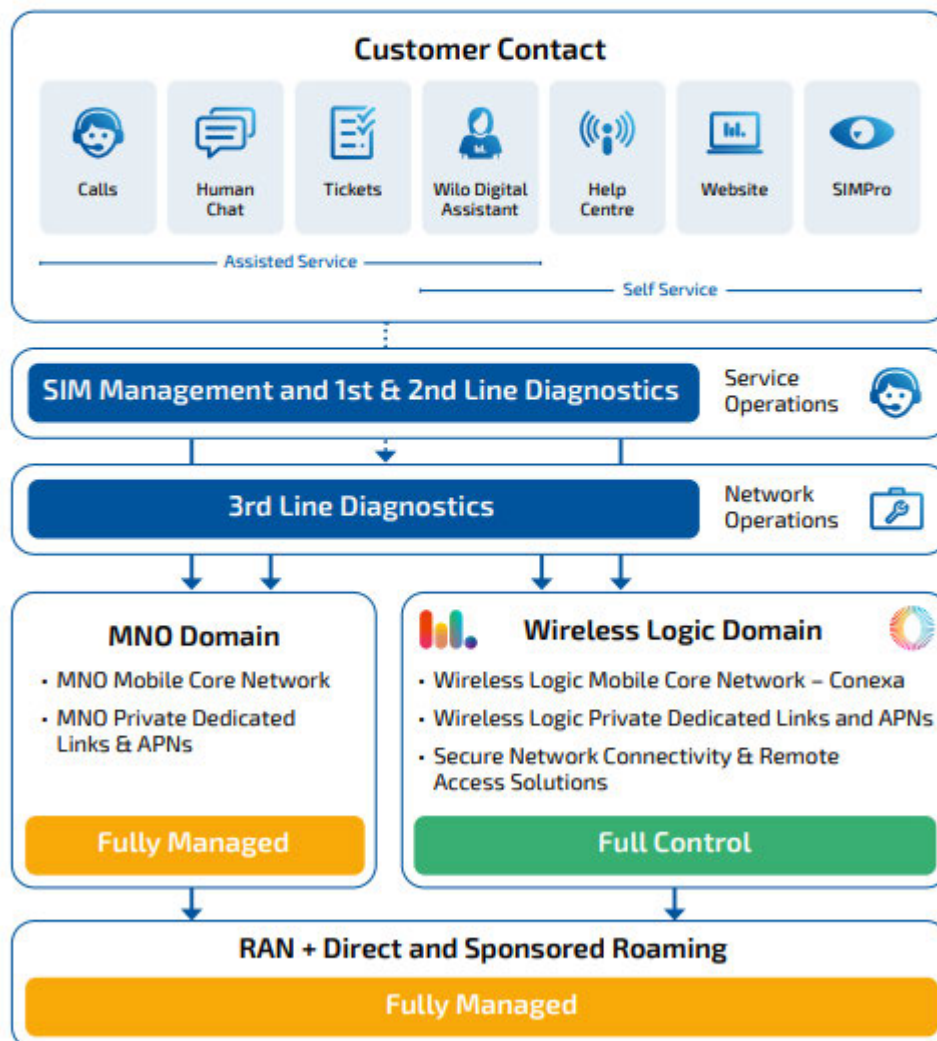 Customer Contact
Calls
Human
Chat
Tickets
Wilo Digital
Assistant
Help
Centre
Website
SIMPro
Assisted Service
Self Service
SIM Management and 1st & 2nd Line Diagnostics
Service
Operations
3rd Line Diagnostics
Network
Operations
MNO Domain
• MNO Mobile Core Network
• MNO Private Dedicated
Links & APNs
Fully Managed
Wireless Logic Domain
• Wireless Logic Mobile Core Network – Conexa
• Wireless Logic Private Dedicated Links and APNs
• Secure Network Connectivity & Remote
Access Solutions
Full Control
RAN + Direct and Sponsored Roaming
Fully Managed